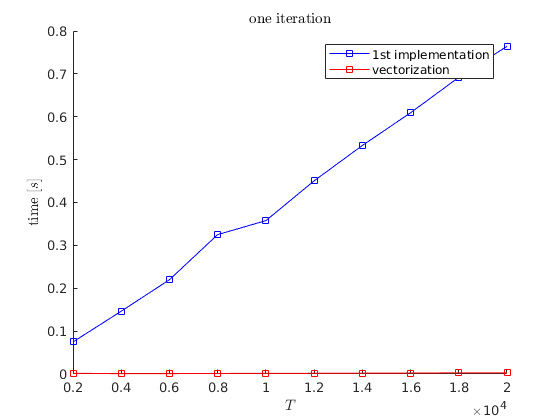 one iteration
0.8
0.7
0.6
0.5
0.4
0.3
0.2
0.1
0
time [s]
1st implementation
vectorization
0.2 0.4 0.6 0.8 1 1.2 1.4 1.6 1.8 2
T
×10^4